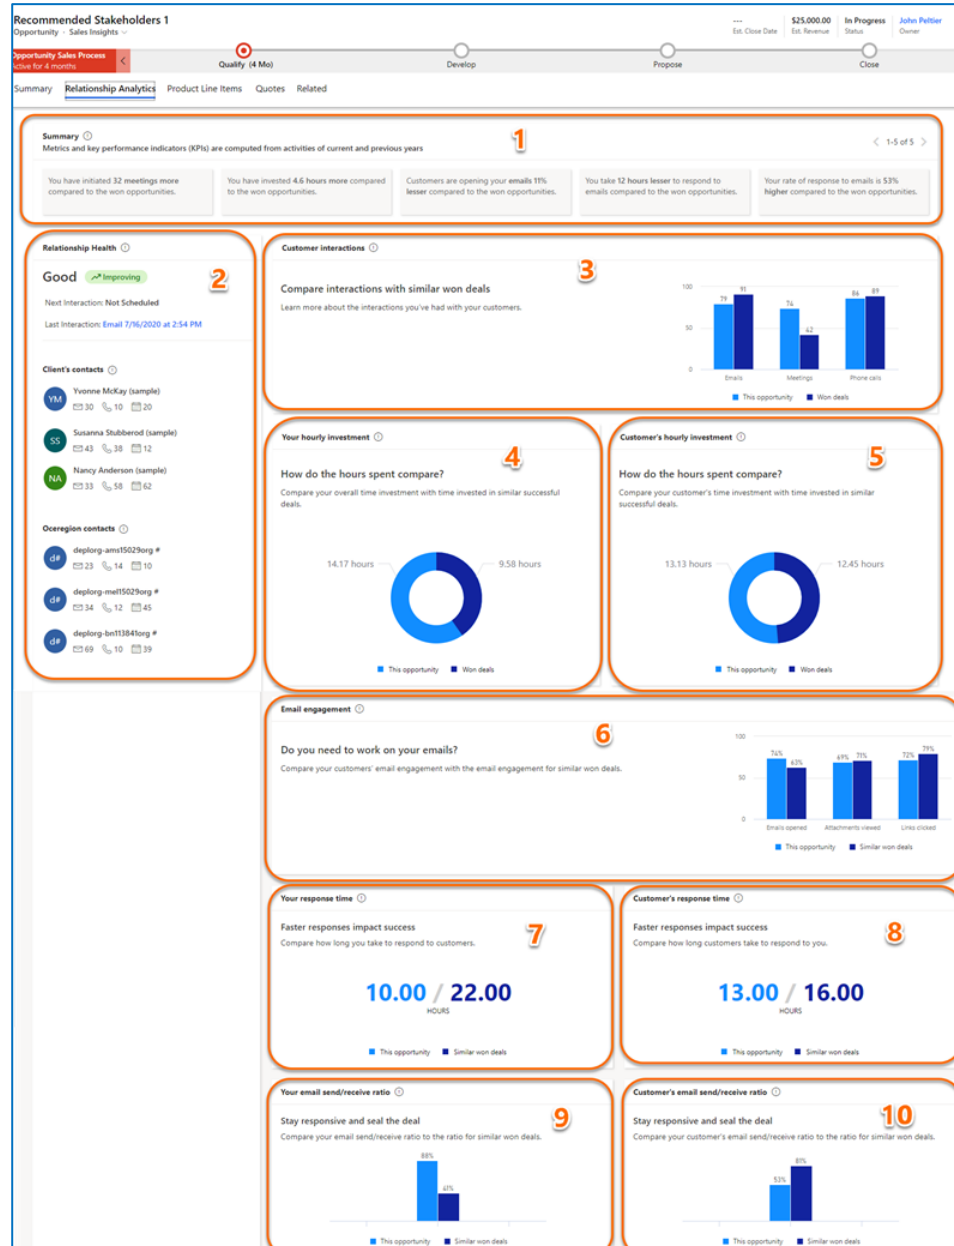 Recommended Stakeholders 1
Opportunity · Sales Insights
---
Est. Close Date
$25,000.00
Est. Revenue
In Progress
Status
John Peltier
Owner
Opportunity Sales Process
Active for 4 months
Qualify (4 Mo)
Develop
Propose
Close
Summary Relationship Analytics Product Line Items Quotes Related
1
Summary
Metrics and key performance indicators (KPIs) are computed from activities of current and previous years
1-5 of 5
You have initiated 32 meetings more
compared to the won opportunities.
You have invested 4.6 hours more compared
to the won opportunities.
Customers are opening your emails 11%
lesser compared to the won opportunities.
You take 12 hours lesser to respond to
emails compared to the won opportunities.
Your rate of response to emails is 53%
higher compared to the won opportunities.
2
Relationship Health
Good Improving
Next Interaction: Not Scheduled
Last Interaction: Email 7/16/2020 at 2:54 PM
Client's contacts
YM
Yvonne McKay (sample)
30 10 20
SS
Susanna Stubberod (sample)
43 38 12
NA
Nancy Anderson (sample)
33 58 62
Oceregion contacts
d#
deplorg-ams15029org #
23 14 10
d#
deplorg-mel15029org #
34 12 45
d#
deplorg-bn113841org #
69 10 39
3
Customer interactions
Compare interactions with similar won deals
Learn more about the interactions you've had with your customers.
100
50
0
79 91
74 42
86 89
Emails Meetings Phone calls
This opportunity Won deals
4
Your hourly investment
How do the hours spent compare?
Compare your overall time investment with time invested in similar successful
deals.
14.17 hours 9.58 hours
This opportunity Won deals
5
Customer's hourly investment
How do the hours spent compare?
Compare your customer's time investment with time invested in similar
successful deals.
13.13 hours 12.45 hours
This opportunity Won deals
6
Email engagement
Do you need to work on your emails?
Compare your customers' email engagement with the email engagement for similar won deals.
100
50
0
74% 63%
69% 71%
72% 79%
Emails opened Attachments viewed Links clicked
This opportunity Similar won deals
7
Your response time
Faster responses impact success
Compare how long you take to respond to customers.
10.00 / 22.00
HOURS
This opportunity Similar won deals
8
Customer's response time
Faster responses impact success
Compare how long customers take to respond to you.
13.00 / 16.00
HOURS
This opportunity Similar won deals
9
Your email send/receive ratio
Stay responsive and seal the deal
Compare your email send/receive ratio to the ratio for similar won deals.
88%
41%
This opportunity Similar won deals
10
Customer's email send/receive ratio
Stay responsive and seal the deal
Compare your customer's email send/receive ratio to the ratio for similar won deals.
53%
81%
This opportunity Similar won deals